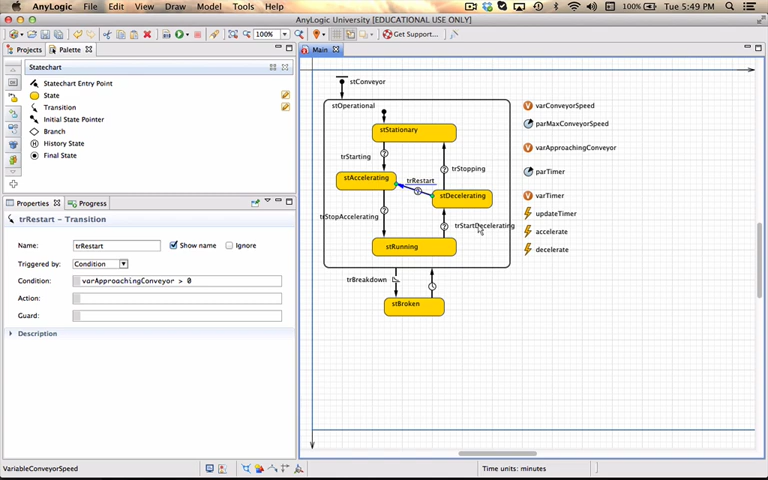 AnyLogic File Edit View Draw Model Tools Help 100% Tue 5:49 PM
AnyLogic University [EDUCATIONAL USE ONLY]
100% Get Support...
Projects Palette
Main
Statechart
Statechart Entry Point
State
Transition
Initial State Pointer
Branch
History State
Final State
Properties Progress
trRestart – Transition
Name: trRestart Show name Ignore
Triggered by: Condition
Condition: varApproachingConveyor > 0
Action:
Guard:
Description
stConveyor
stOperational
stStationary
trStarting
trStopping
stAccelerating
trRestart
stDecelerating
trStopAccelerating
trStartDecelerating
stRunning
trBreakdown
stBroken
varConveyorSpeed
parMaxConveyorSpeed
varApproachingConveyor
parTimer
varTimer
updateTimer
accelerate
decelerate
VariableConveyorSpeed
Time units: minutes